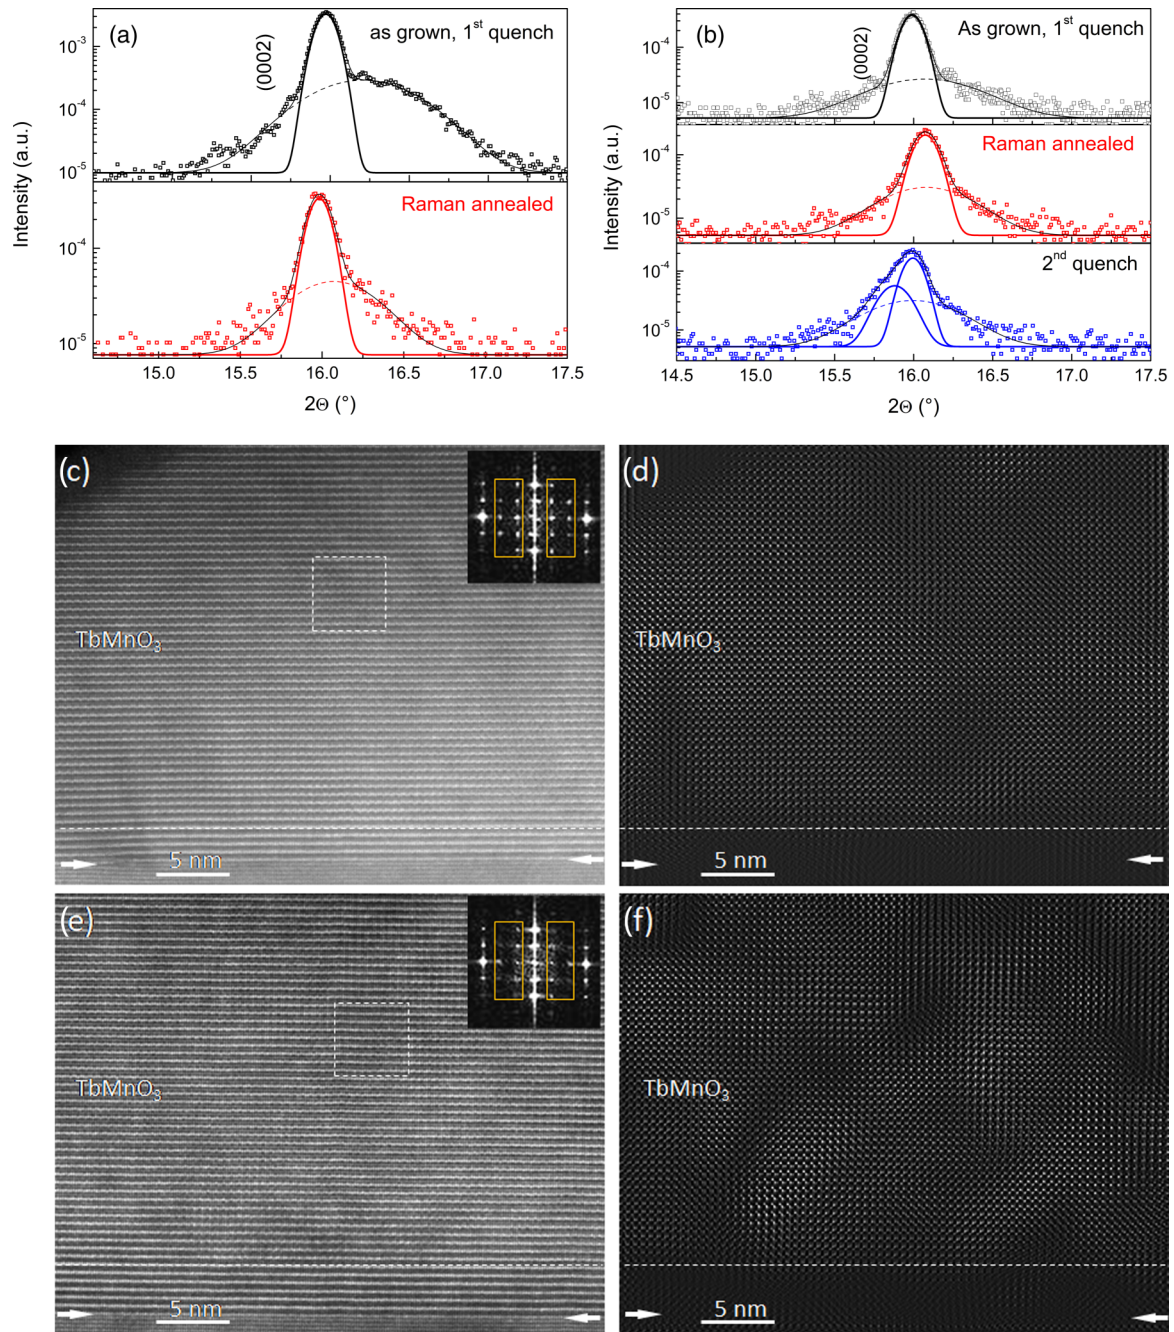 (a)
as grown, 1st quench
(0002)
10-3
10-4
10-5
Raman annealed
10-4
10-5
Intensity (a.u.)
15.0 15.5 16.0 16.5 17.0 17.5
2Θ (°)
(b)
As grown, 1st quench
(0002)
10-4
10-5
Raman annealed
10-4
10-5
2nd quench
10-4
10-5
Intensity (a.u.)
14.5 15.0 15.5 16.0 16.5 17.0 17.5
2Θ (°)
(c)
TbMnO3
5 nm
(d)
TbMnO3
5 nm
(e)
TbMnO3
5 nm
(f)
TbMnO3
5 nm